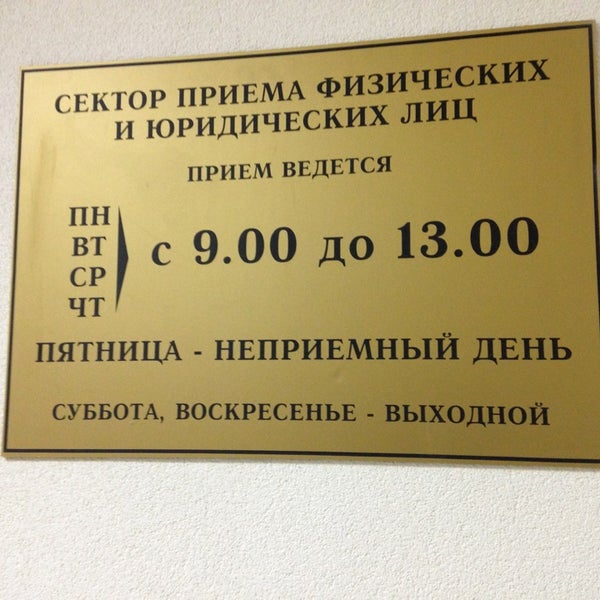 СЕКТОР ПРИЕМА ФИЗИЧЕСКИХ
И ЮРИДИЧЕСКИХ ЛИЦ
ПРИЕМ ВЕДЕТСЯ
ПН
ВТ
СР
ЧТ
с 9.00 до 13.00
ПЯТНИЦА - НЕПРИЕМНЫЙ ДЕНЬ
СУББОТА, ВОСКРЕСЕНЬЕ - ВЫХОДНОЙ